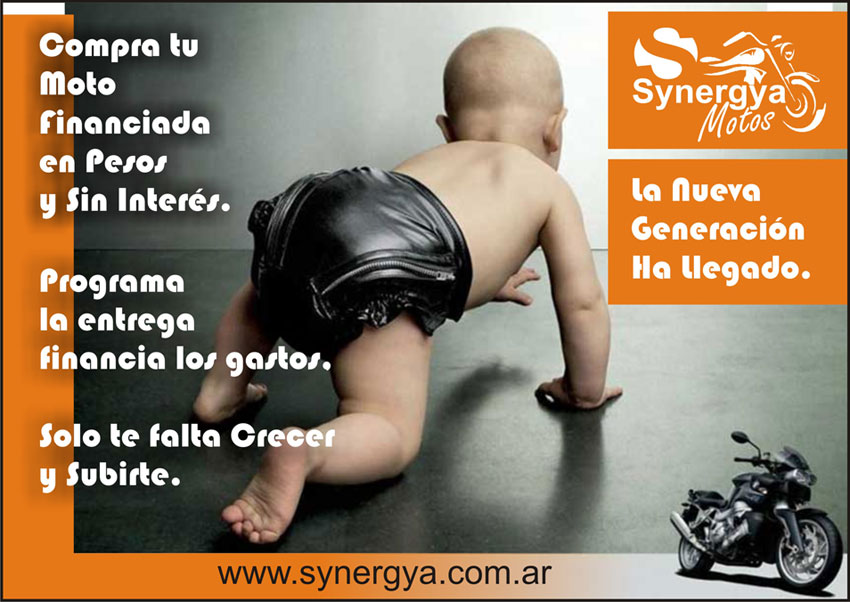 Compra tu
Moto
Financiada
en Pesos
y Sin Interés.
Programa
la entrega
financia los gastos.
Solo te falta Crecer
y Subirte.
Synergya
Motos
La Nueva
Generación
Ha Llegado.
www.synergya.com.ar